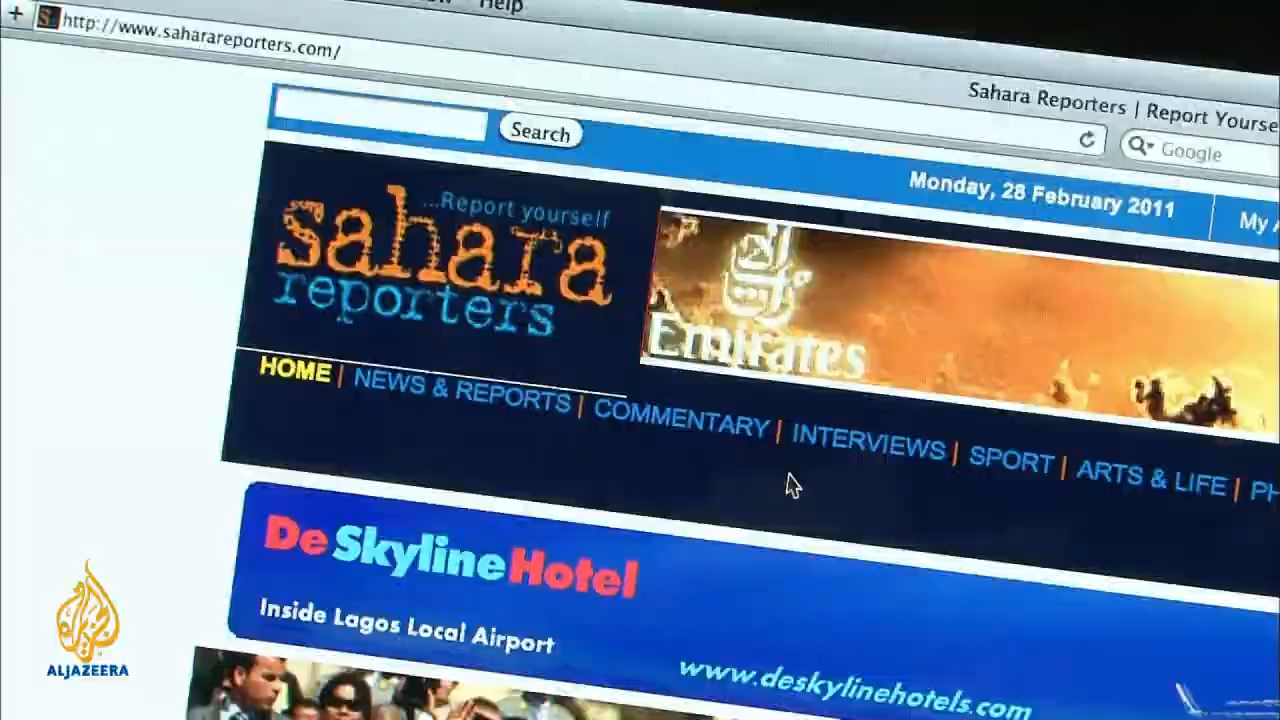 Help
http://www.saharareporters.com/
Sahara Reporters | Report Yourse
Google
Search
Monday, 28 February 2011
My A
...Report yourself
sahara
reporters
Emirates
HOME | NEWS & REPORTS | COMMENTARY | INTERVIEWS | SPORT | ARTS & LIFE | PH
De Skyline Hotel
Inside Lagos Local Airport
www.deskylinehotels.com
ALJAZEERA